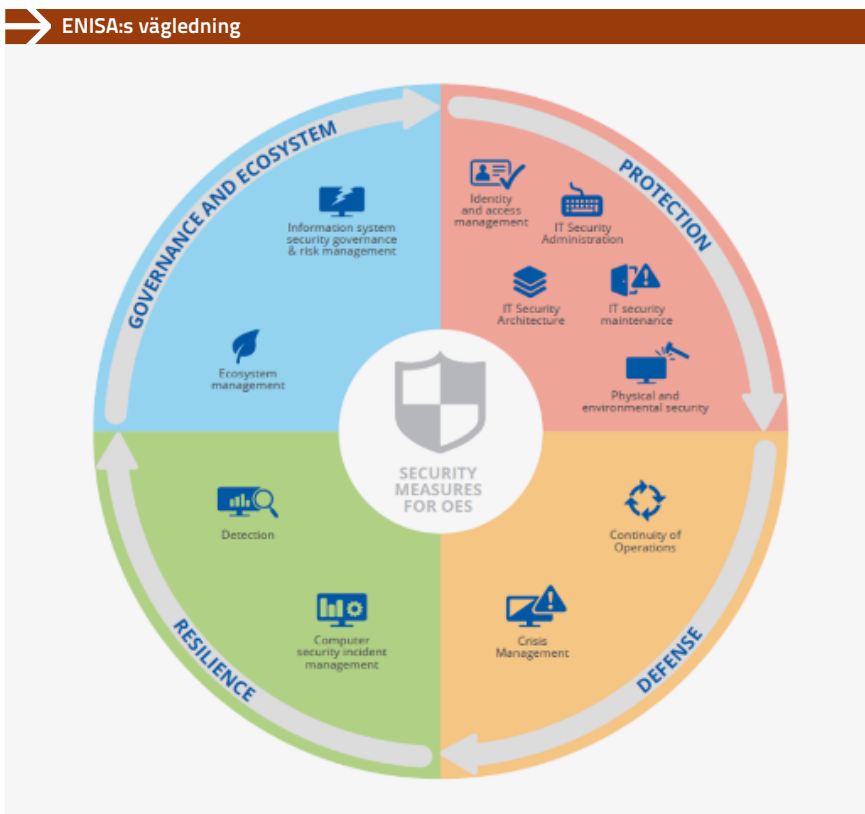 ENISA:s vägledning
GOVERNANCE AND ECOSYSTEM
Information system
security governance
& risk management
Ecosystem
management
PROTECTION
Identity
and access
management
IT Security
Administration
IT Security
Architecture
IT security
maintenance
Physical and
environmental security
SECURITY
MEASURES
FOR OES
Detection
Computer
security incident
management
RESILIENCE
Continuity of
Operations
Crisis
Management
DEFENSE